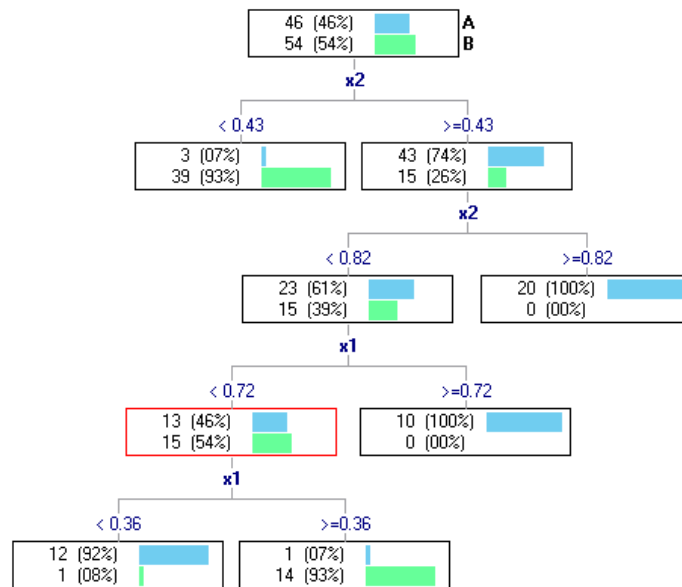 46 (46%) A
54 (54%) B
x2
< 0.43 >=0.43
3 (07%) 43 (74%)
39 (93%) 15 (26%)
x2
< 0.82 >=0.82
23 (61%) 20 (100%)
15 (39%) 0 (00%)
x1
< 0.72 >=0.72
13 (46%) 10 (100%)
15 (54%) 0 (00%)
x1
< 0.36 >=0.36
12 (92%) 1 (07%)
1 (08%) 14 (93%)